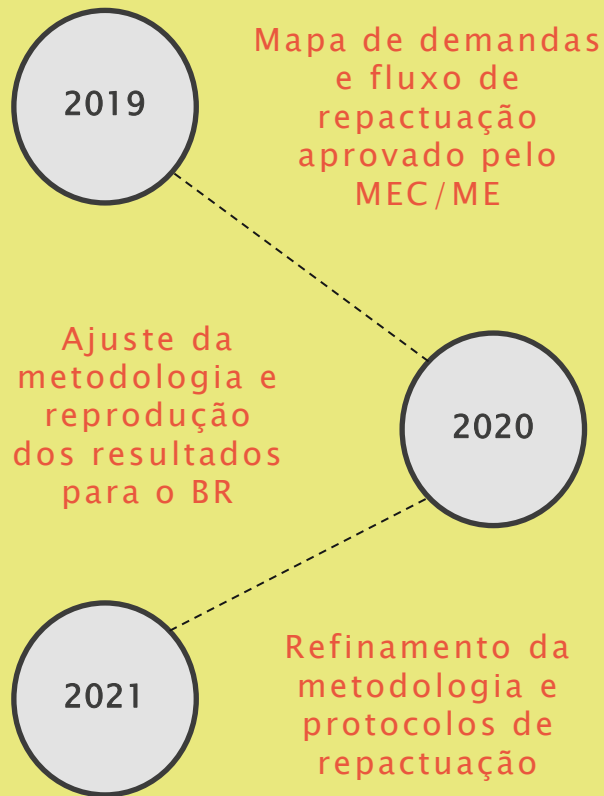 2019
Mapa de demandas
e fluxo de
repactuação
aprovado pelo
MEC/ME
Ajuste da
metodologia e
reprodução
dos resultados
para o BR
2020
2021
Refinamento da
metodologia e
protocolos de
repactuação